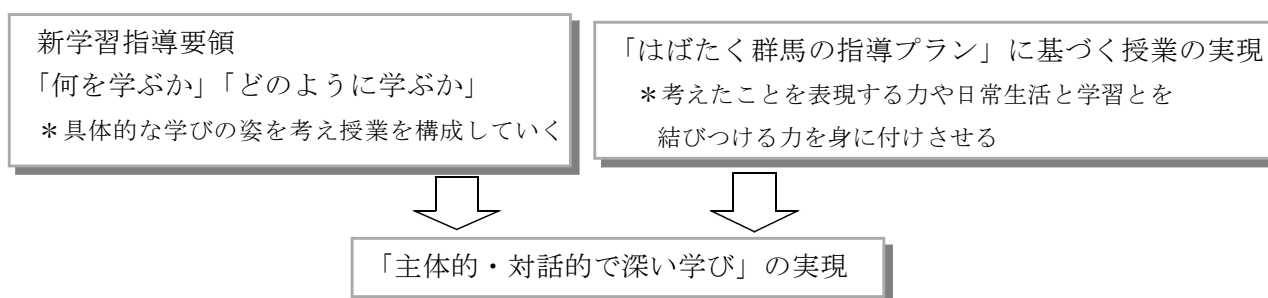 新学習指導要領
「何を学ぶか」「どのように学ぶか」
＊具体的な学びの姿を考え授業を構成していく
「はばたく群馬の指導プラン」に基づく授業の実現
＊考えたことを表現する力や日常生活と学習とを
結びつける力を身に付けさせる
「主体的・対話的で深い学び」の実現